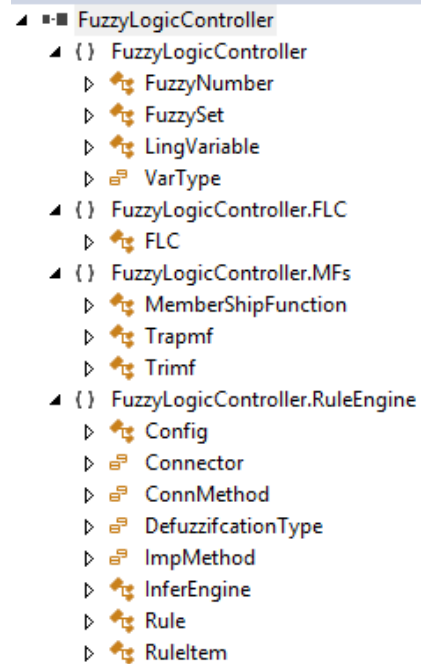 FuzzyLogicController
{ } FuzzyLogicController
FuzzyNumber
FuzzySet
LingVariable
VarType
{ } FuzzyLogicController.FLC
FLC
{ } FuzzyLogicController.MFs
MemberShipFunction
Trapmf
Trimf
{ } FuzzyLogicController.RuleEngine
Config
Connector
ConnMethod
DefuzzifcationType
ImpMethod
InferEngine
Rule
RuleItem